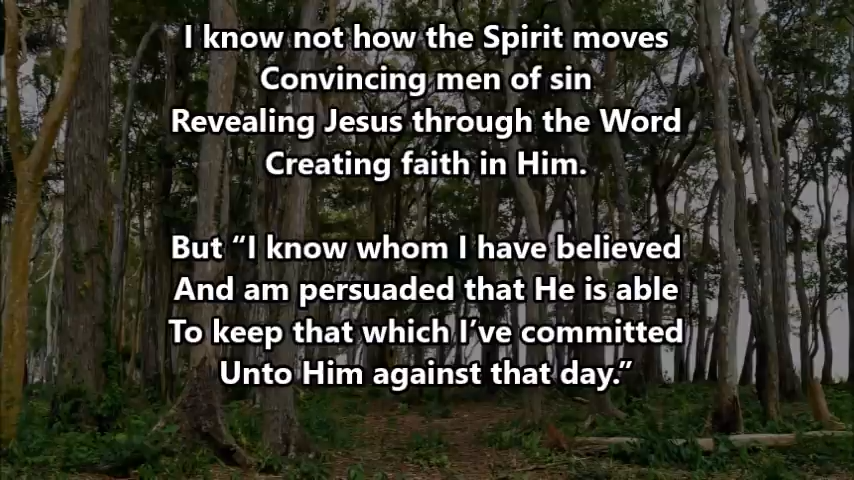 I know not how the Spirit moves
Convincing men of sin
Revealing Jesus through the Word
Creating faith in Him.
But “I know whom I have believed
And am persuaded that He is able
To keep that which I’ve committed
Unto Him against that day.”